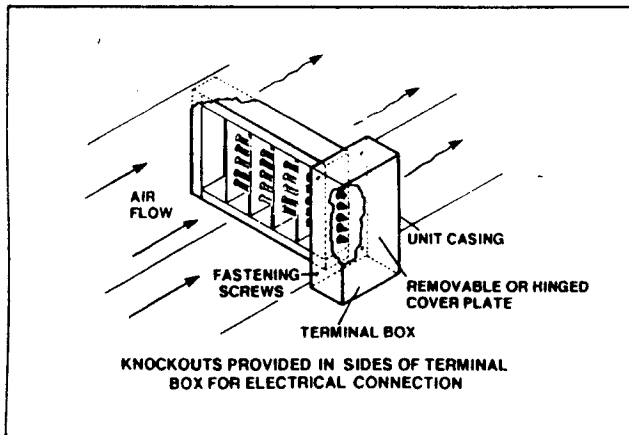 AIR
FLOW
UNIT CASING
FASTENING
SCREWS
REMOVABLE OR HINGED
COVER PLATE
TERMINAL BOX
KNOCKOUTS PROVIDED IN SIDES OF TERMINAL
BOX FOR ELECTRICAL CONNECTION